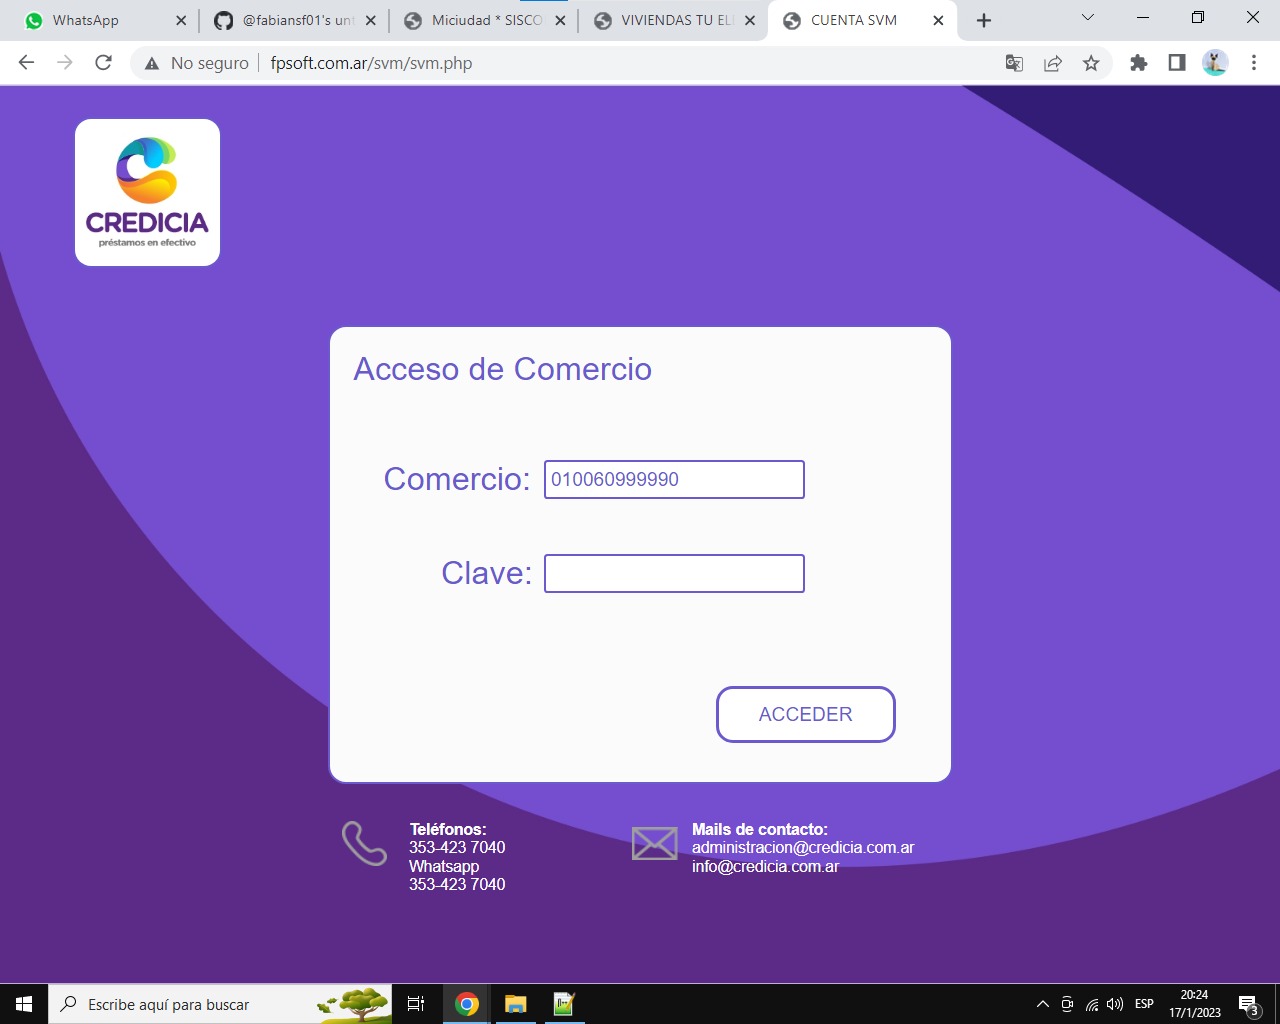 WhatsApp
@fabiansf01's unt
Miciudad * SISCO
VIVIENDAS TU EL
CUENTA SVM
No seguro
fpsoft.com.ar/svm/svm.php
CREDICIA
préstamos en efectivo
Acceso de Comercio
Comercio: 010060999990
Clave:
ACCEDER
Teléfonos:
353-423 7040
Whatsapp
353-423 7040
Mails de contacto:
administracion@credicia.com.ar
info@credicia.com.ar
Escribe aquí para buscar
ESP
20:24
17/1/2023
3